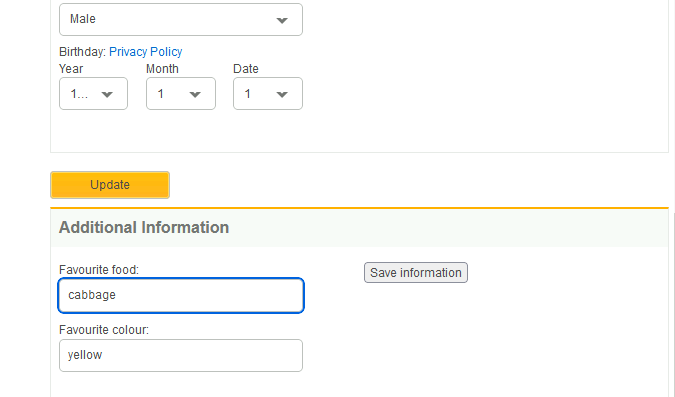 Male
Birthday: Privacy Policy
Year Month Date
1... 1 1
Update
Additional Information
Favourite food: Save information
cabbage
Favourite colour:
yellow